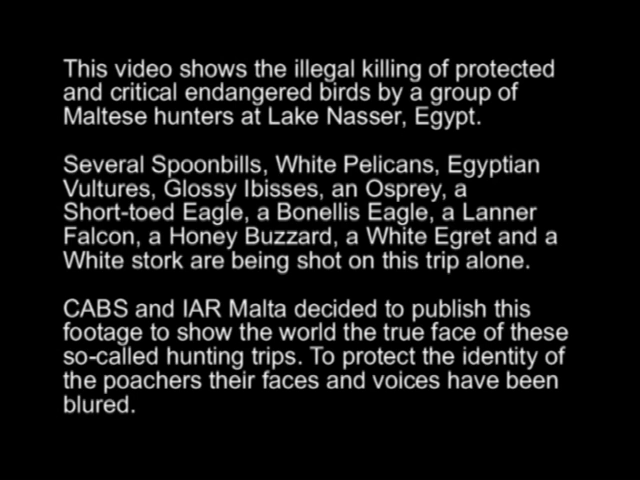 This video shows the illegal killing of protected
and critical endangered birds by a group of
Maltese hunters at Lake Nasser, Egypt.
Several Spoonbills, White Pelicans, Egyptian
Vultures, Glossy Ibisses, an Osprey, a
Short-toed Eagle, a Bonellis Eagle, a Lanner
Falcon, a Honey Buzzard, a White Egret and a
White stork are being shot on this trip alone.
CABS and IAR Malta decided to publish this
footage to show the world the true face of these
so-called hunting trips. To protect the identity of
the poachers their faces and voices have been
blured.